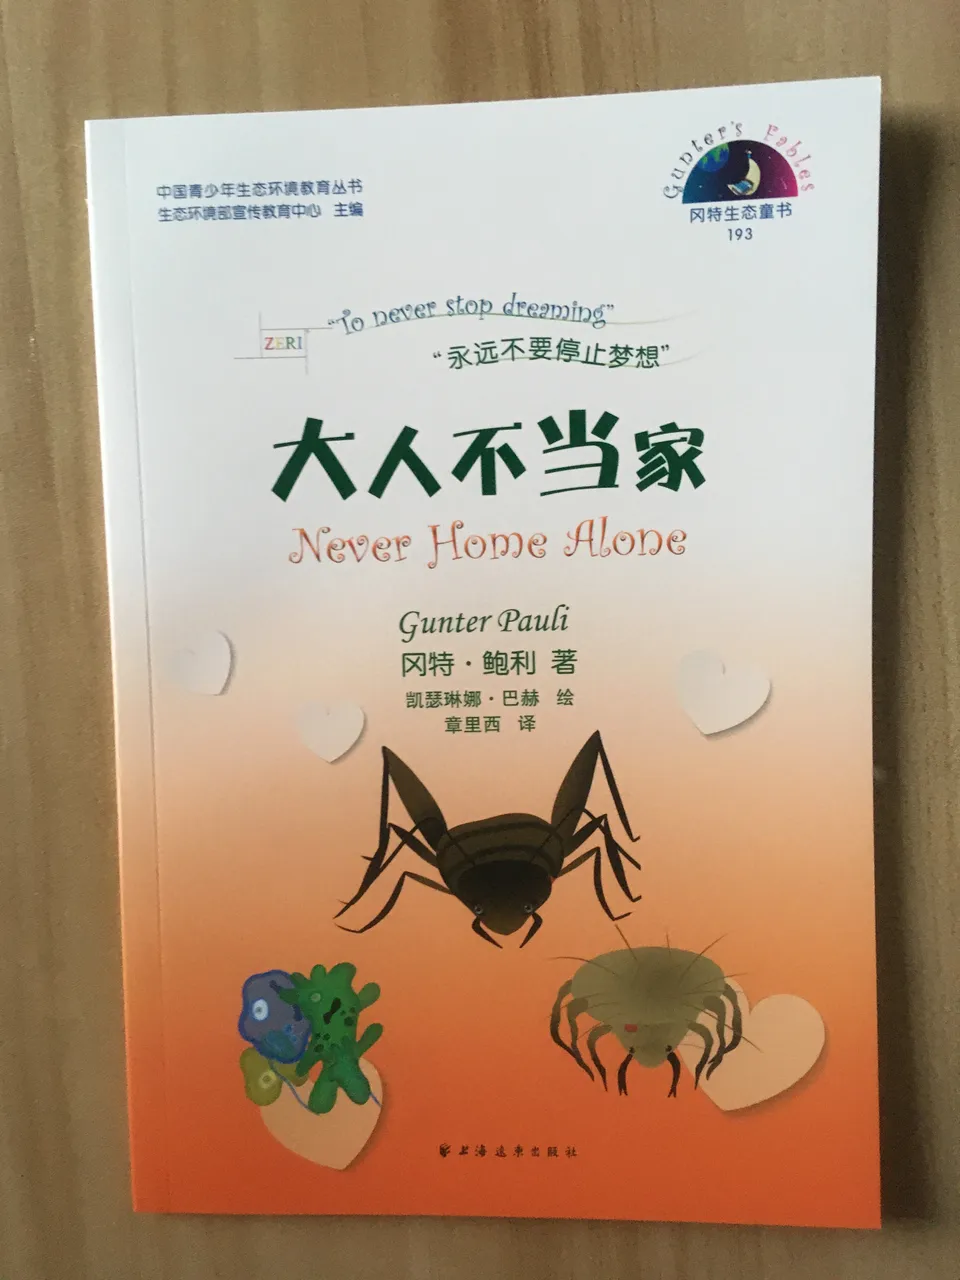 中国青少年生态环境教育丛书
生态环境部宣传教育中心 主编
Gunter's Fables
冈特生态童书
193
"To never stop dreaming"
ZERI
"永远不要停止梦想"
大人不当家
Never Home Alone
Gunter Pauli
冈特·鲍利 著
凯瑟琳娜·巴赫 绘
章里西 译
上海远东出版社